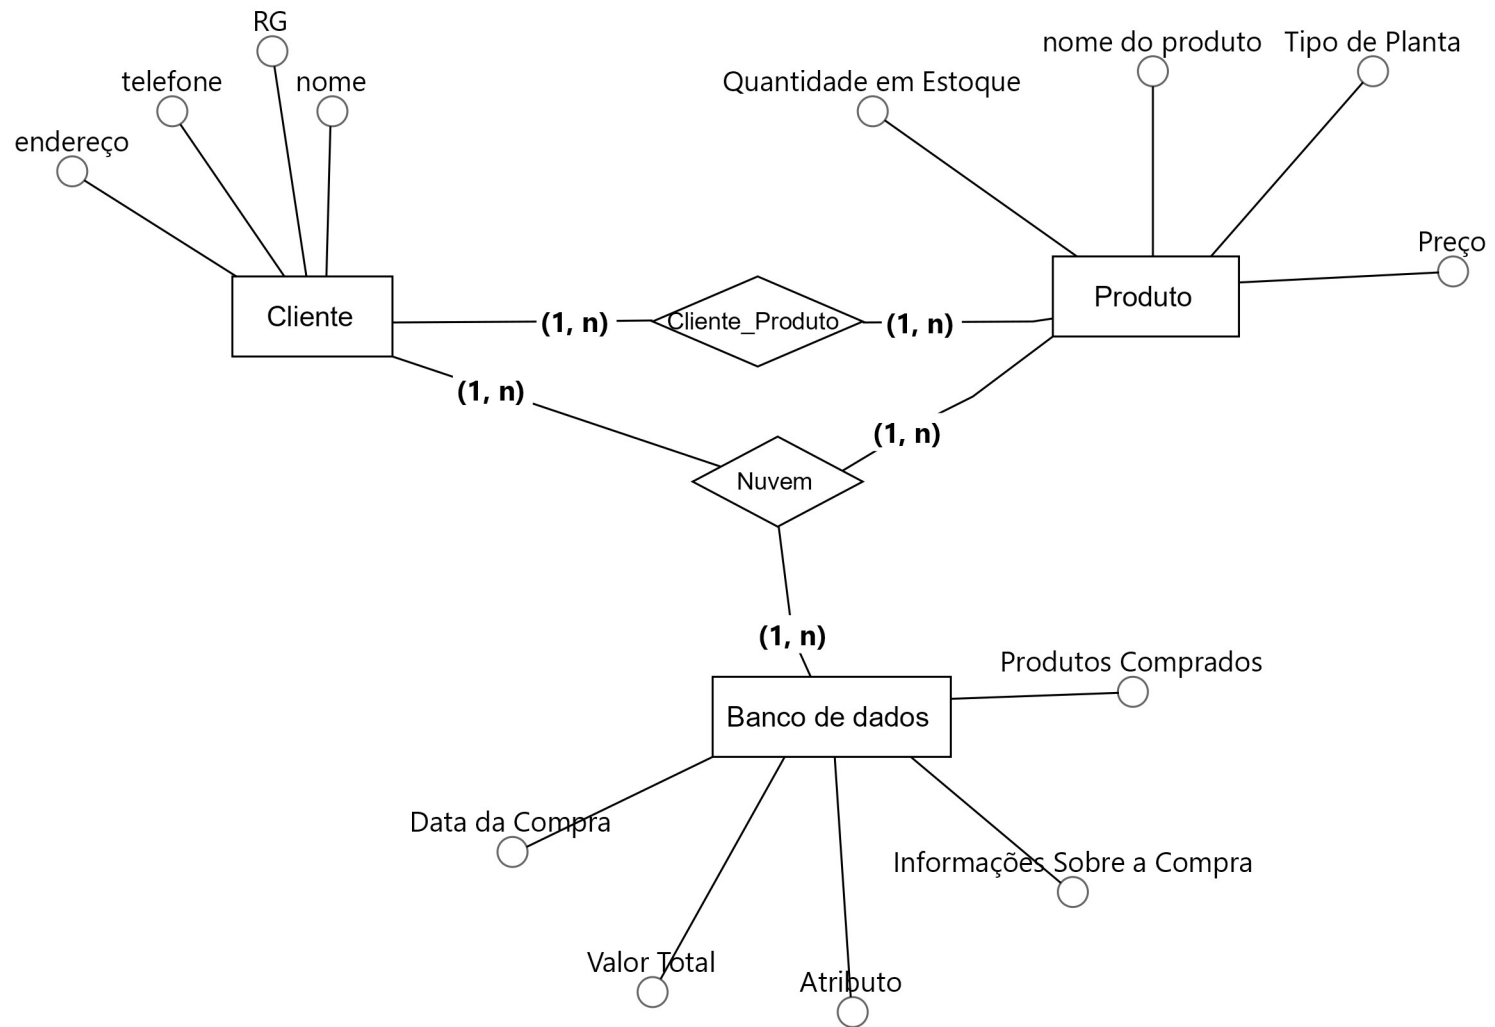 RG
telefone
nome
endereço
nome do produto
Tipo de Planta
Quantidade em Estoque
Preço
Cliente
(1, n)
Cliente_Produto
(1, n)
Produto
(1, n)
(1, n)
Nuvem
(1, n)
Produtos Comprados
Banco de dados
Data da Compra
Informações Sobre a Compra
Valor Total
Atributo